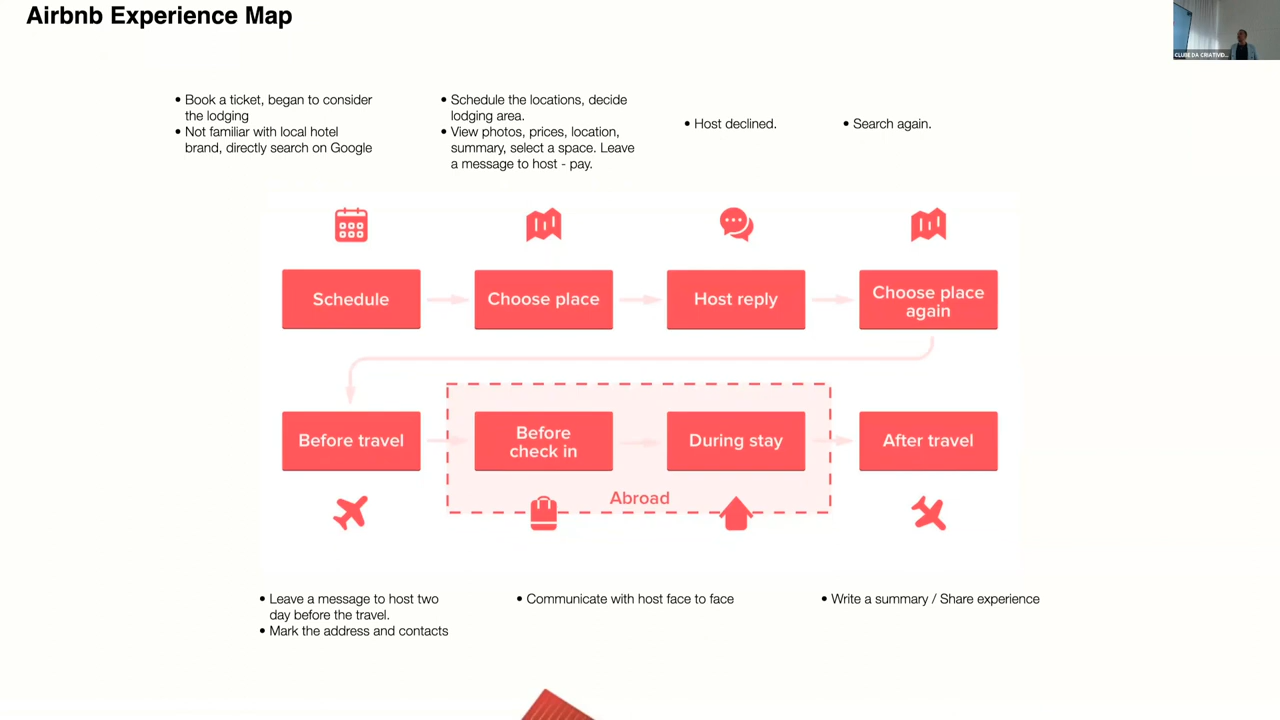 Airbnb Experience Map
• Book a ticket, began to consider
the lodging
• Not familiar with local hotel
brand, directly search on Google
• Schedule the locations, decide
lodging area.
• View photos, prices, location,
summary, select a space. Leave
a message to host - pay.
• Host declined.
• Search again.
Schedule
Choose place
Host reply
Choose place
again
Before travel
Before
check in
During stay
After travel
Abroad
• Leave a message to host two
day before the travel.
• Mark the address and contacts
• Communicate with host face to face
• Write a summary / Share experience